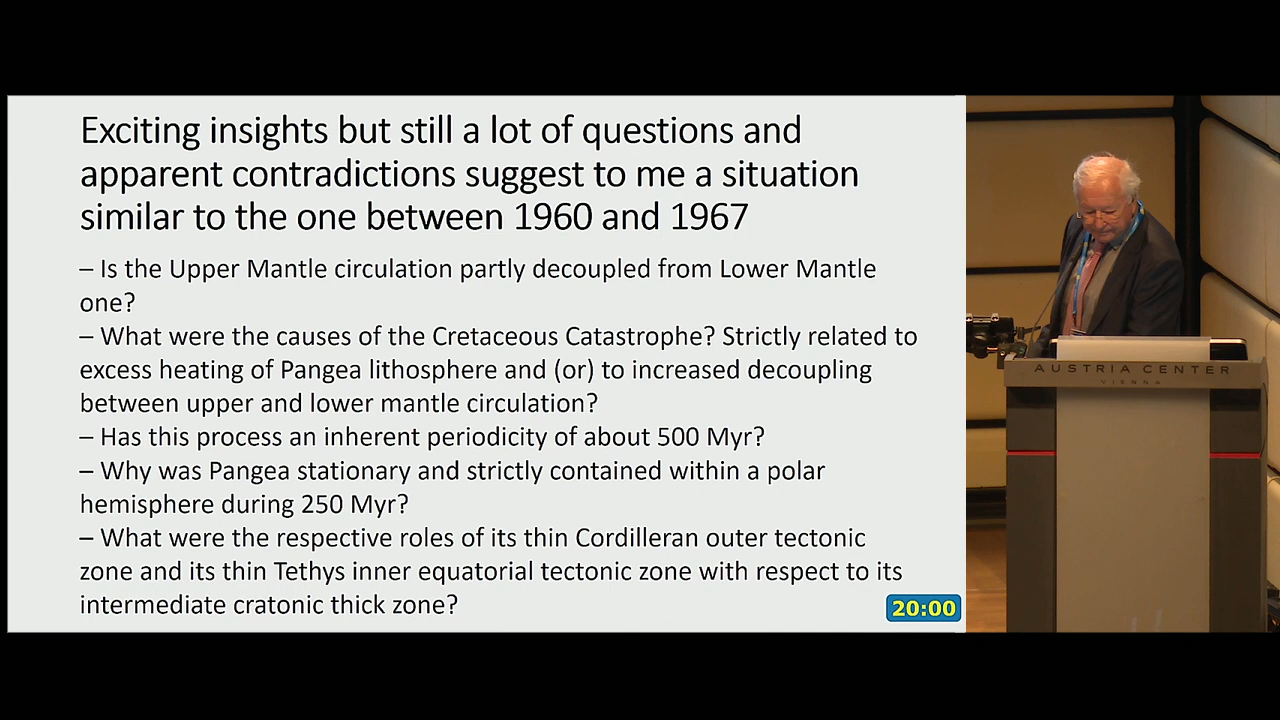 Exciting insights but still a lot of questions and
apparent contradictions suggest to me a situation
similar to the one between 1960 and 1967
– Is the Upper Mantle circulation partly decoupled from Lower Mantle
one?
– What were the causes of the Cretaceous Catastrophe? Strictly related to
excess heating of Pangea lithosphere and (or) to increased decoupling
between upper and lower mantle circulation?
– Has this process an inherent periodicity of about 500 Myr?
– Why was Pangea stationary and strictly contained within a polar
hemisphere during 250 Myr?
– What were the respective roles of its thin Cordilleran outer tectonic
zone and its thin Tethys inner equatorial tectonic zone with respect to its
intermediate cratonic thick zone?
20:00
AUSTRIA CENTER
VIENNA